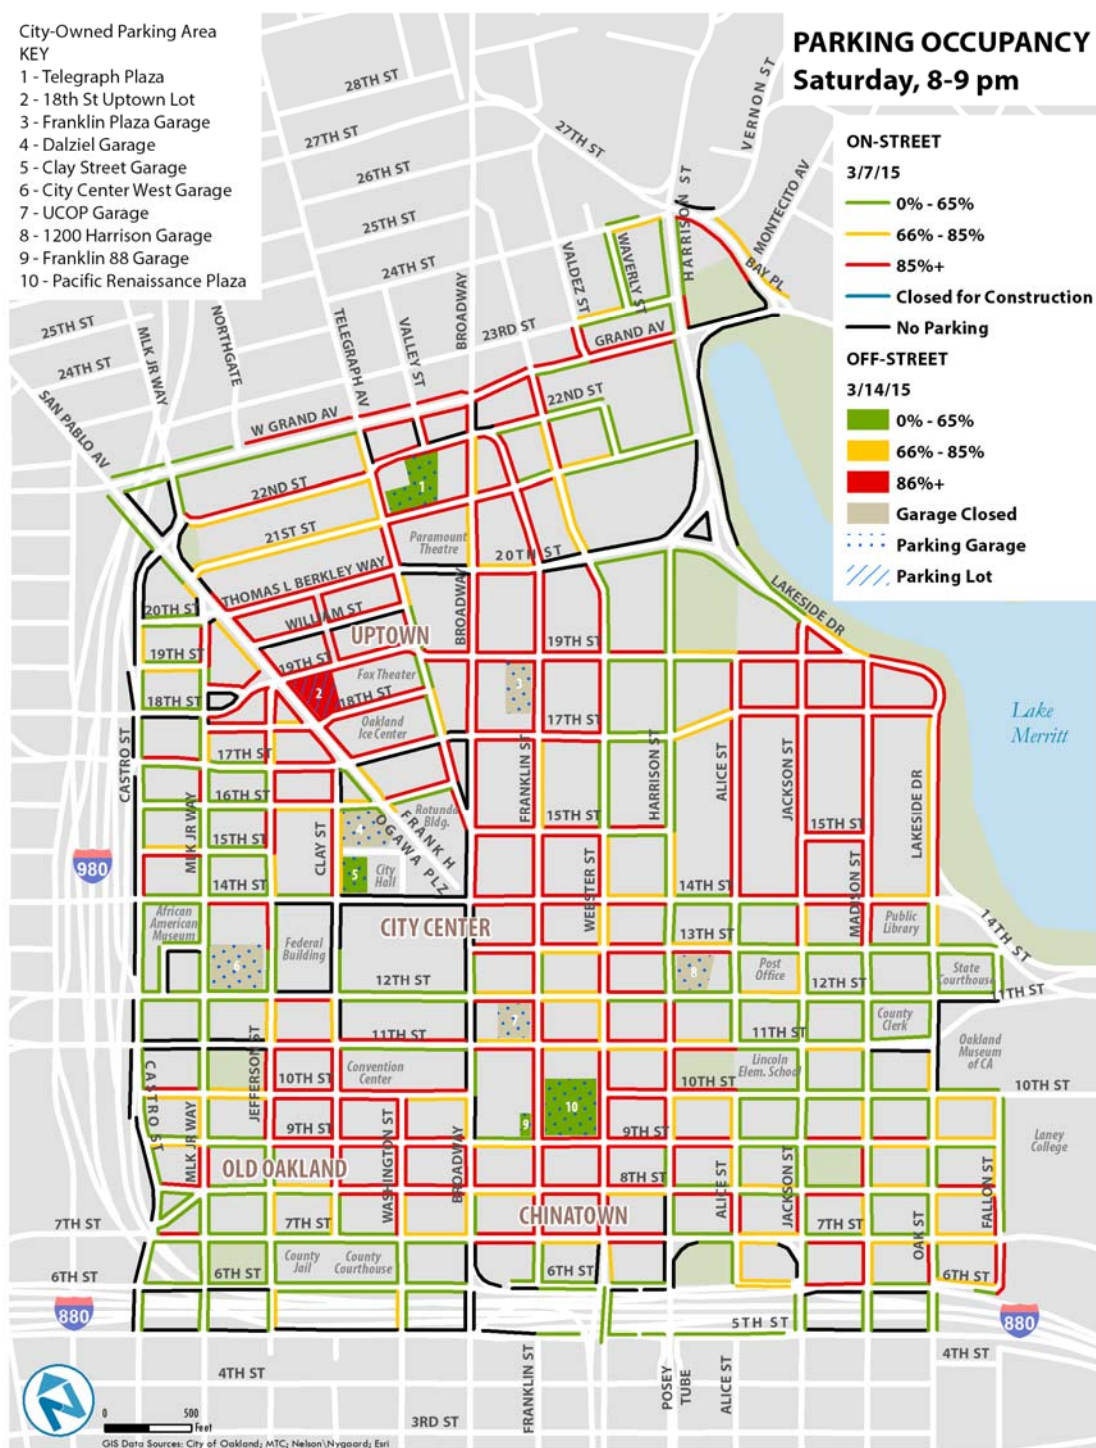 City-Owned Parking Area
KEY
1 - Telegraph Plaza
2 - 18th St Uptown Lot
3 - Franklin Plaza Garage
4 - Dalziel Garage
5 - Clay Street Garage
6 - City Center West Garage
7 - UCOP Garage
8 - 1200 Harrison Garage
9 - Franklin 88 Garage
10 - Pacific Renaissance Plaza
PARKING OCCUPANCY
Saturday, 8-9 pm
ON-STREET
3/7/15
0% - 65%
66% - 85%
85%+
Closed for Construction
No Parking
OFF-STREET
3/14/15
0% - 65%
66% - 85%
86%+
Garage Closed
Parking Garage
Parking Lot
28TH ST
27TH ST
27TH ST
26TH ST
25TH ST
24TH ST
23RD ST
VERNON ST
MONTECITO AV
HARRISON ST
BAY PL
WAVERLY ST
VALDEZ ST
BROADWAY
VALLEY ST
TELEGRAPH AV
NORTHGATE
MLK JR WAY
25TH ST
24TH ST
SAN PABLO AV
W GRAND AV
GRAND AV
22ND ST
22ND ST
21ST ST
1
Paramount
Theatre
20TH ST
THOMAS L BERKLEY WAY
WILLIAM ST
UPTOWN
BROADWAY
20TH ST
19TH ST
18TH ST
19TH ST
19TH ST
LAKESIDE DR
Fox Theater
2
18TH ST
3
Oakland
Ice Center
17TH ST
17TH ST
Lake
Merritt
CASTRO ST
16TH ST
15TH ST
14TH ST
MLK JR WAY
CLAY ST
FRANK H
OGAWA PLZ
Rotunda
Bldg.
4
5
City
Hall
FRANKLIN ST
15TH ST
HARRISON ST
ALICE ST
JACKSON ST
15TH ST
LAKESIDE DR
WEBSTER ST
14TH ST
MADISON ST
980
African
American
Museum
Federal
Building
CITY CENTER
13TH ST
Public
Library
14TH ST
6
12TH ST
8
Post
Office
12TH ST
State
Courthouse
11TH ST
7
11TH ST
11TH ST
County
Clerk
Oakland
Museum
of CA
CASTRO ST
JEFFERSON ST
10TH ST
Convention
Center
10TH ST
Lincoln
Elem. School
10TH ST
10
9
MLK JR WAY
9TH ST
WASHINGTON ST
BROADWAY
9TH ST
Laney
College
OLD OAKLAND
8TH ST
ALICE ST
JACKSON ST
FALLON ST
7TH ST
7TH ST
CHINATOWN
7TH ST
OAK ST
6TH ST
6TH ST
County
Jail
County
Courthouse
6TH ST
6TH ST
880
5TH ST
880
4TH ST
4TH ST
3RD ST
FRANKLIN ST
POSEY
TUBE
ALICE ST
0 500
Feet
GIS Data Sources: City of Oakland; MTC; Nelson\Nygaard; Esri